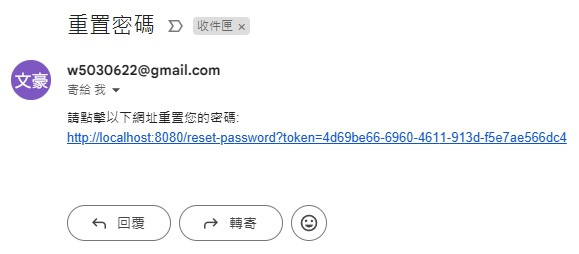 重置密碼
收件匣 ×
文豪
w5030622@gmail.com
寄給 我
請點擊以下網址重置您的密碼:
http://localhost:8080/reset-password?token=4d69be66-6960-4611-913d-f5e7ae566dc4
回覆
轉寄